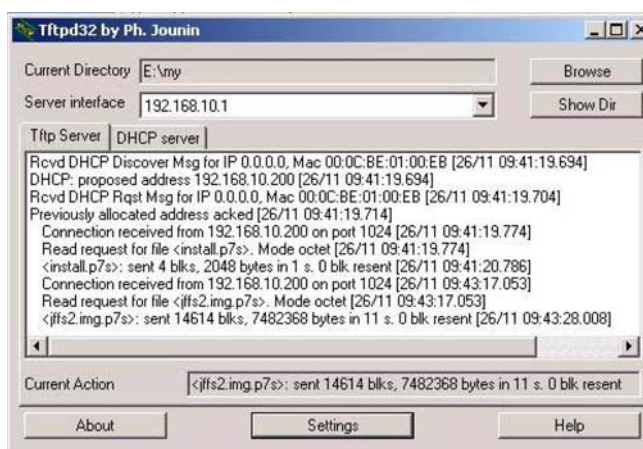 Tftpd32 by Ph. Jounin
Current Directory E:\my
Browse
Server interface 192.168.10.1
Show Dir
Tftp Server DHCP server
Rcvd DHCP Discover Msg for IP 0.0.0.0, Mac 00:0C:BE:01:00:EB [26/11 09:41:19.694]
DHCP: proposed address 192.168.10.200 [26/11 09:41:19.694]
Rcvd DHCP Rqst Msg for IP 0.0.0.0, Mac 00:0C:BE:01:00:EB [26/11 09:41:19.704]
Previously allocated address acked [26/11 09:41:19.714]
Connection received from 192.168.10.200 on port 1024 [26/11 09:41:19.774]
Read request for file <install.p7s>. Mode octet [26/11 09:41:19.774]
<install.p7s>: sent 4 blks, 2048 bytes in 1 s. 0 blk resent [26/11 09:41:20.786]
Connection received from 192.168.10.200 on port 1024 [26/11 09:43:17.053]
Read request for file <jffs2.img.p7s>. Mode octet [26/11 09:43:17.053]
<jffs2.img.p7s>: sent 14614 blks, 7482368 bytes in 11 s. 0 blk resent [26/11 09:43:28.008]
Current Action <jffs2.img.p7s>: sent 14614 blks, 7482368 bytes in 11 s. 0 blk resent
About Settings Help